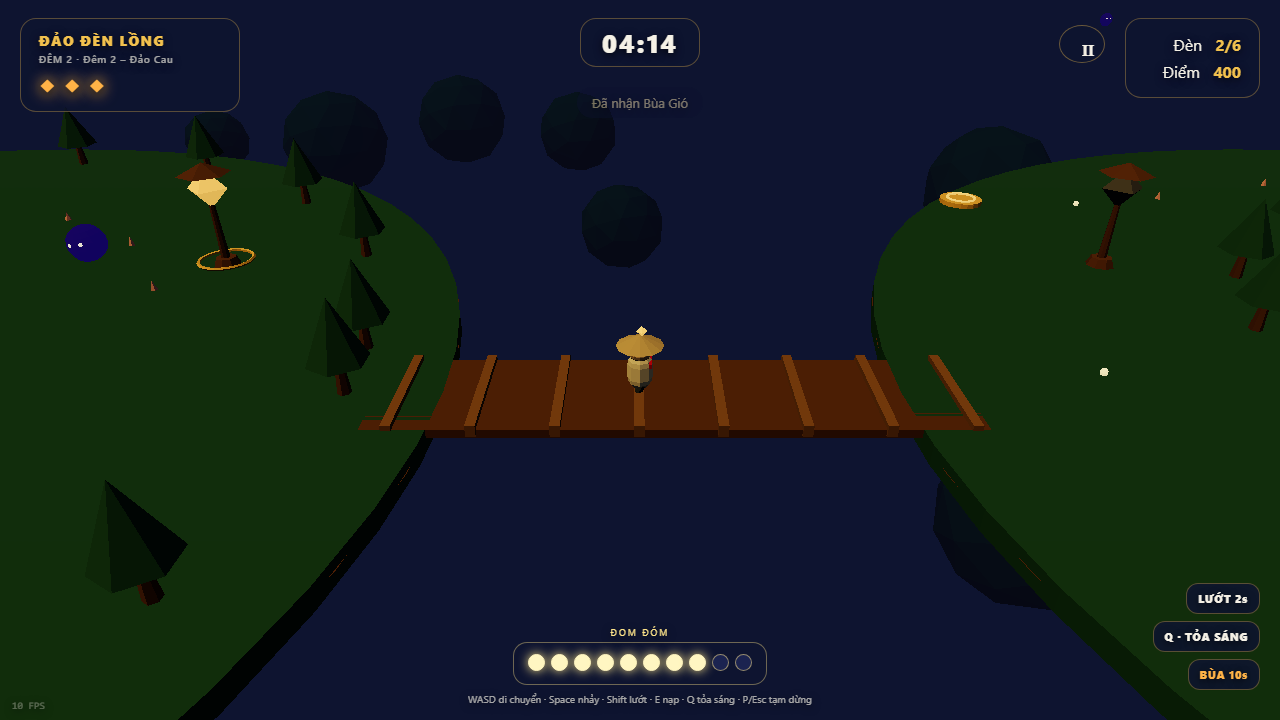 ĐẢO ĐÈN LỒNG
ĐÊM 2 · Đêm 2 – Đảo Cau
04:14
Đã nhận Bùa Gió
II
Đèn 2/6
Điểm 400
LƯỚT 2s
Q · TỎA SÁNG
BÙA 10s
ĐOM ĐÓM
WASD di chuyển · Space nhảy · Shift lướt · E nạp · Q tỏa sáng · P/Esc tạm dừng
10 FPS